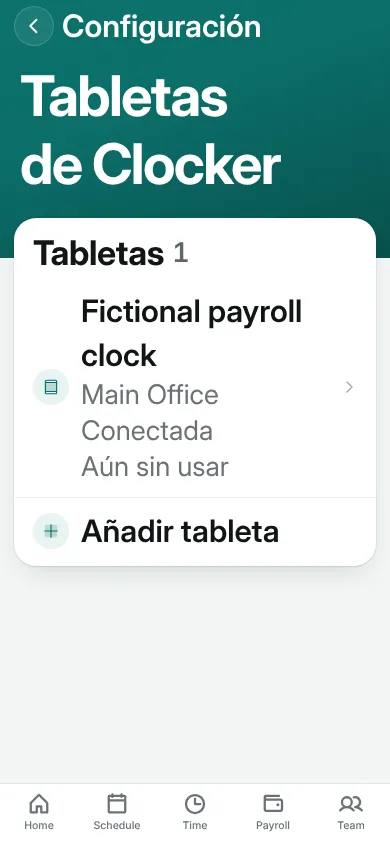 Configuración
Tabletas
de Clocker
Tabletas 1
Fictional payroll
clock
Main Office
Conectada
Aún sin usar
Añadir tableta
Home
Schedule
Time
Payroll
Team